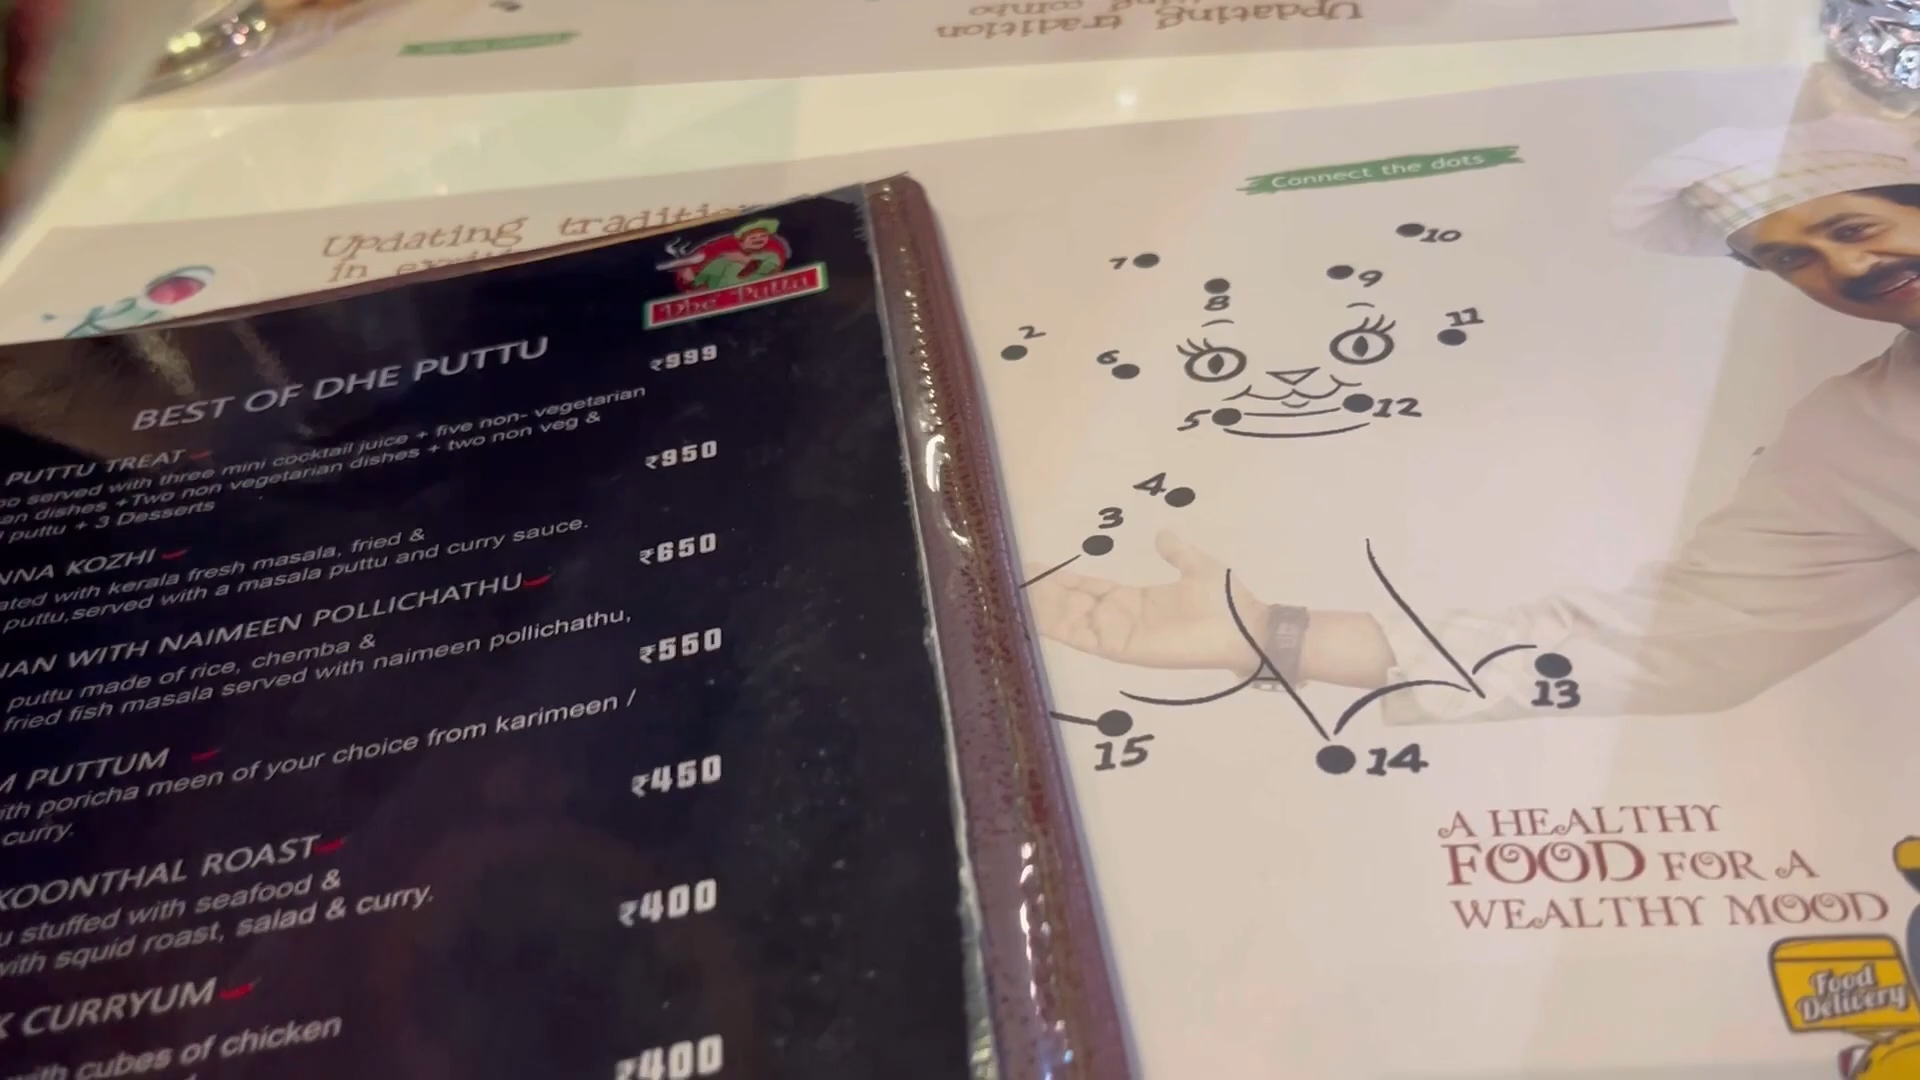 Updating tradition
Updating
in
Dhe Puttu
BEST OF DHE PUTTU
₹999
PUTTU TREAT
served with three mini cocktail juice + five non- vegetarian
dishes +Two non vegetarian dishes + two non veg &
puttu + 3 Desserts
₹950
KOZHI
with kerala fresh masala, fried &
puttu,served with a masala puttu and curry sauce.
₹650
WITH NAIMEEN POLLICHATHU
puttu made of rice, chemba &
fried fish masala served with naimeen pollichathu,
₹550
PUTTUM
poricha meen of your choice from karimeen /
curry.
₹450
KOONTHAL ROAST
stuffed with seafood &
with squid roast, salad & curry.
₹400
CURRYUM
with cubes of chicken
₹400
Connect the dots
10
7
9
8
11
2
6
5
12
4
3
13
15
14
A HEALTHY
FOOD FOR A
WEALTHY MOOD
Food
Delivery